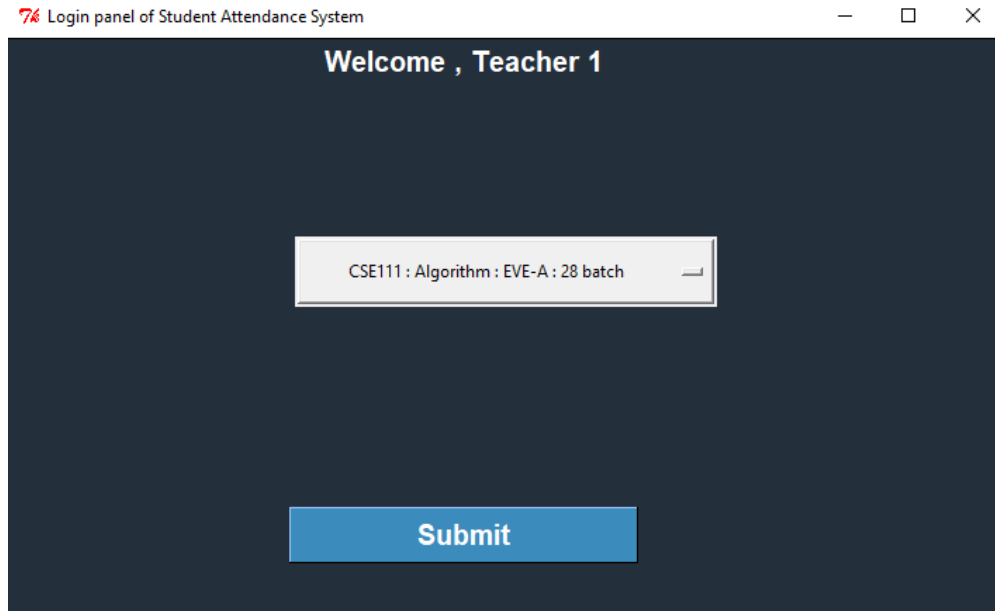 Login panel of Student Attendance System
Welcome , Teacher 1
CSE111 : Algorithm : EVE-A : 28 batch
Submit